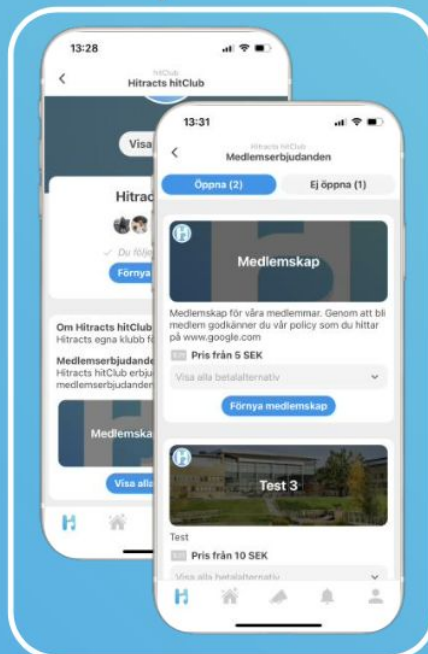 13:28
hitClub
Hitracts hitClub
Visa
Hitrac
Du följe
Förnya
Om Hitracts hitClub
Hitracts egna klubb fö
Medlemserbjudande
Hitracts hitClub erbju
medlemserbjudanden
Medlemska
Visa alla
13:31
Hitracts hitClub
Medlemserbjudanden
Öppna (2)
Ej öppna (1)
Medlemskap
Medlemskap för våra medlemmar. Genom att bli
medlem godkänner du vår policy som du hittar
på www.google.com
Pris från 5 SEK
Visa alla betalalternativ
Förnya medlemskap
Test 3
Test
Pris från 10 SEK
Visa alla betalalternativ